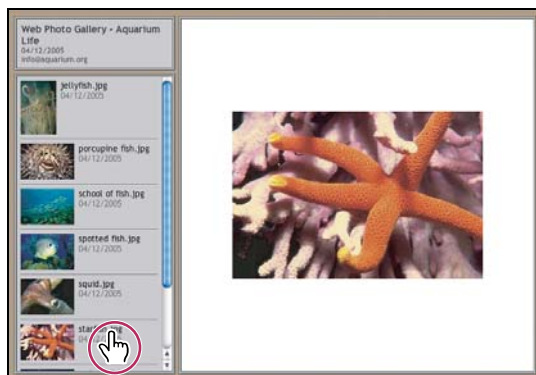 Web Photo Gallery - Aquarium
Life
04/12/2005
info@aquarium.org
jellyfish.jpg
04/12/2005
porcupine fish.jpg
04/12/2005
school of fish.jpg
04/12/2005
spotted fish.jpg
04/12/2005
squid.jpg
04/12/2005